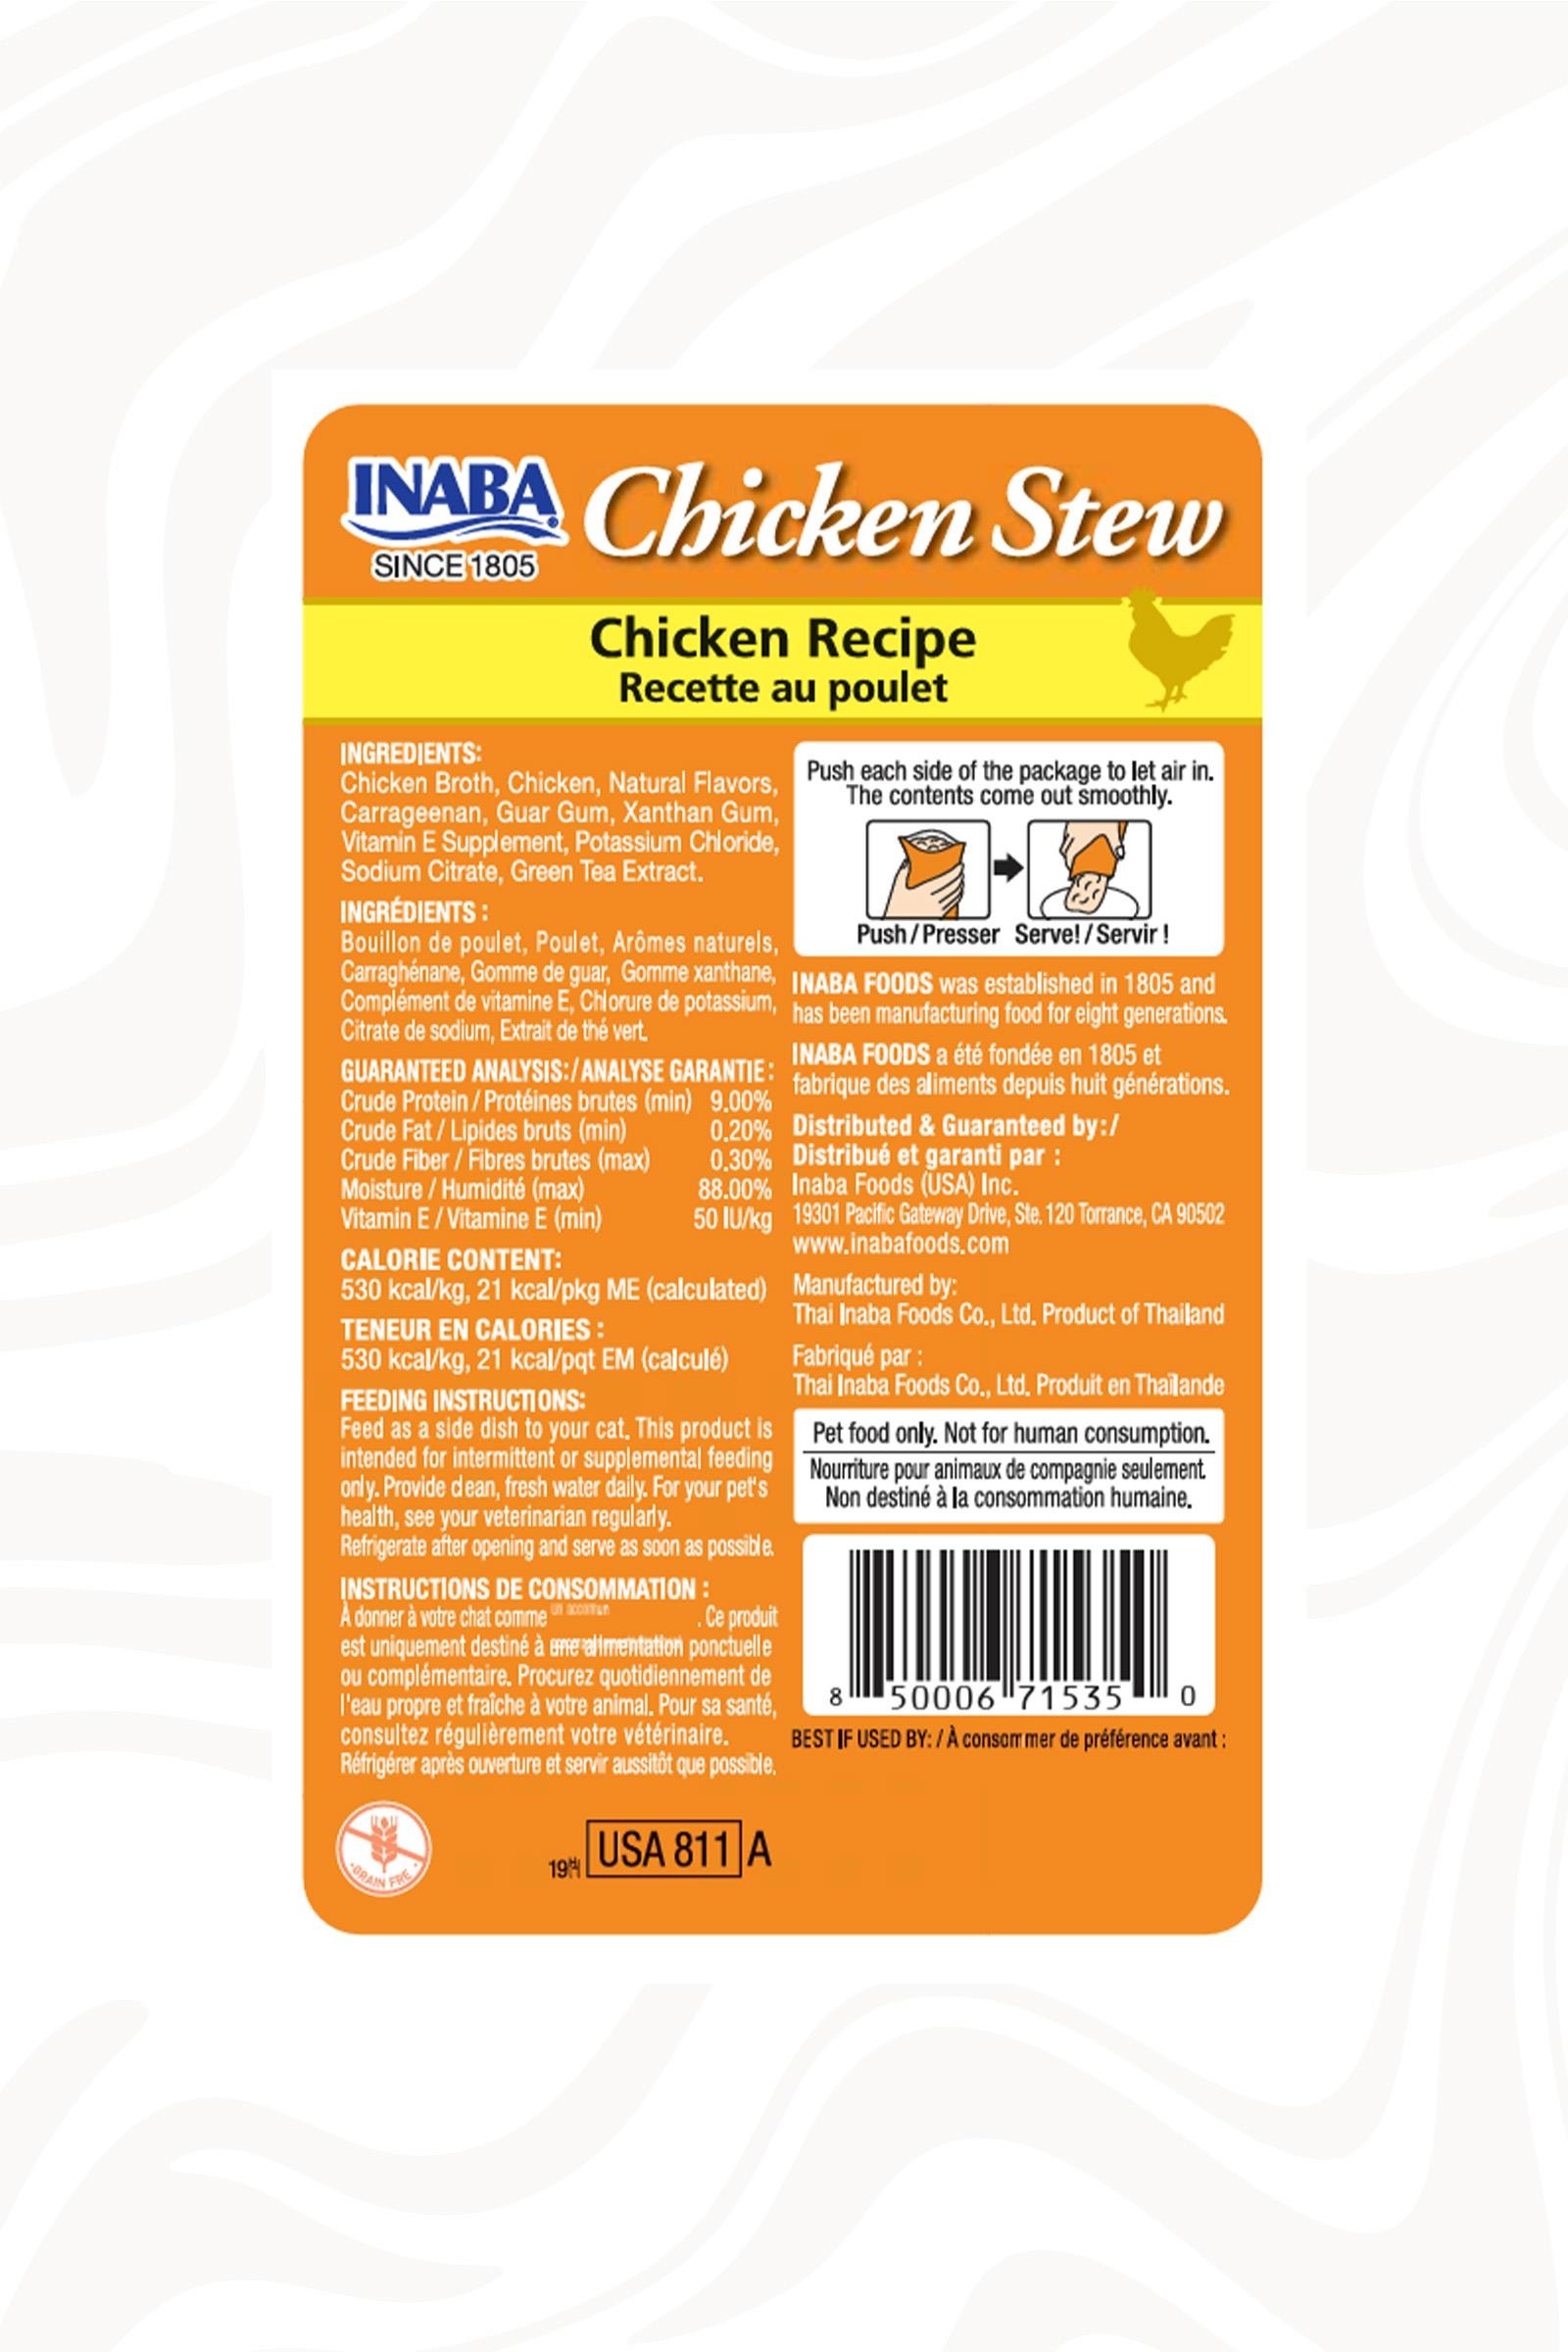 INABA
SINCE 1805
Chicken Stew
Chicken Recipe
Recette au poulet
INGREDIENTS:
Chicken Broth, Chicken, Natural Flavors,
Carrageenan, Guar Gum, Xanthan Gum,
Vitamin E Supplement, Potassium Chloride,
Sodium Citrate, Green Tea Extract.
INGRÉDIENTS :
Bouillon de poulet, Poulet, Arômes naturels,
Carraghénane, Gomme de guar, Gomme xanthane,
Complément de vitamine E, Chlorure de potassium,
Citrate de sodium, Extrait de thé vert.
GUARANTEED ANALYSIS:/ANALYSE GARANTIE:
Crude Protein / Protéines brutes (min) 9.00%
Crude Fat / Lipides bruts (min) 0.20%
Crude Fiber / Fibres brutes (max) 0.30%
Moisture / Humidité (max) 88.00%
Vitamin E / Vitamine E (min) 50 IU/kg
CALORIE CONTENT:
530 kcal/kg, 21 kcal/pkg ME (calculated)
TENEUR EN CALORIES :
530 kcal/kg, 21 kcal/pqt EM (calculé)
FEEDING INSTRUCTIONS:
Feed as a side dish to your cat. This product is
intended for intermittent or supplemental feeding
only. Provide clean, fresh water daily. For your pet's
health, see your veterinarian regularly.
Refrigerate after opening and serve as soon as possible.
INSTRUCTIONS DE CONSOMMATION :
À donner à votre chat comme . Ce produit
est uniquement destiné à une alimentation ponctuelle
ou complémentaire. Procurez quotidiennement de
l'eau propre et fraîche à votre animal. Pour sa santé,
consultez régulièrement votre vétérinaire.
Réfrigérer après ouverture et servir aussitôt que possible.
GRAIN FRE
19
USA 811 A
Push each side of the package to let air in.
The contents come out smoothly.
Push / Presser Serve! / Servir !
INABA FOODS was established in 1805 and
has been manufacturing food for eight generations.
INABA FOODS a été fondée en 1805 et
fabrique des aliments depuis huit générations.
Distributed & Guaranteed by:/
Distribué et garanti par :
Inaba Foods (USA) Inc.
19301 Pacific Gateway Drive, Ste. 120 Torrance, CA 90502
www.inabafoods.com
Manufactured by:
Thai Inaba Foods Co., Ltd. Product of Thailand
Fabriqué par :
Thai Inaba Foods Co., Ltd. Produit en Thaïlande
Pet food only. Not for human consumption.
Nourriture pour animaux de compagnie seulement.
Non destiné à la consommation humaine.
8 50006 71535 0
BEST IF USED BY: / À consommer de préférence avant :